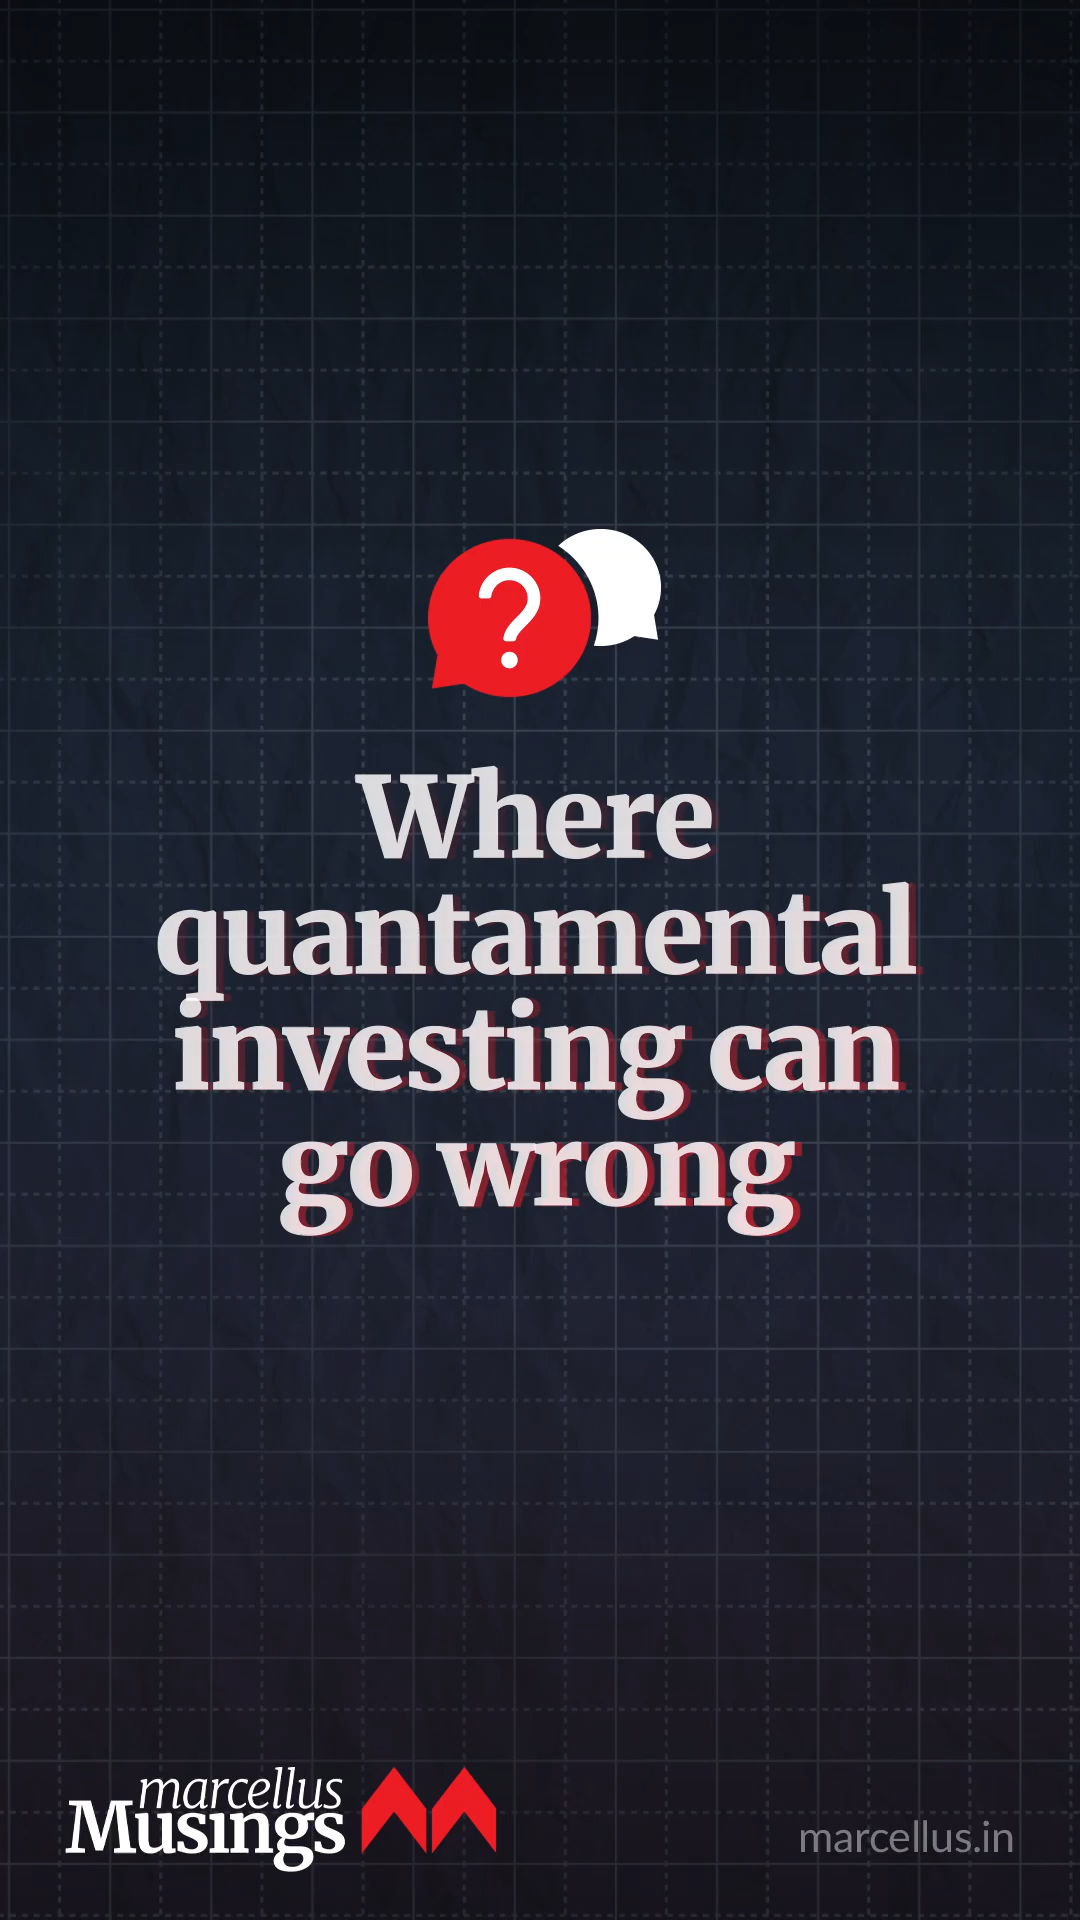 ?
Where
quantamental
investing can
go wrong
marcellus
Musings
marcellus.in